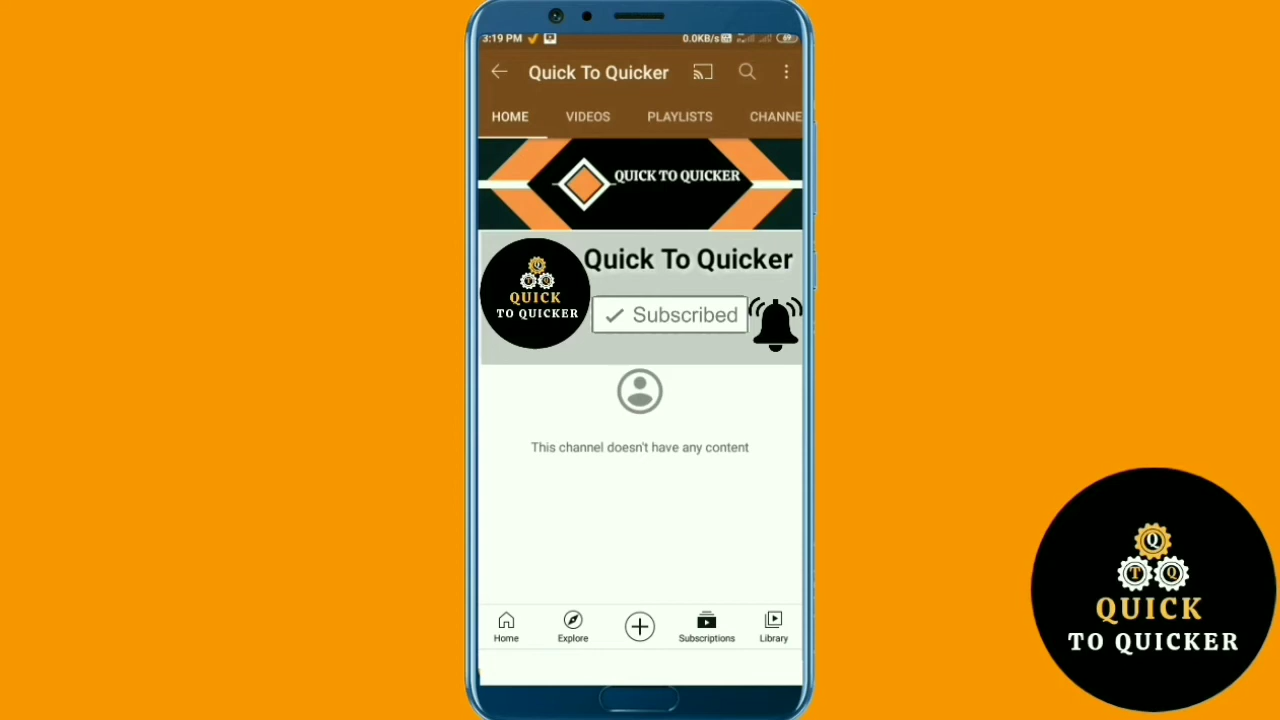 3:19 PM 0.0KB/s 69
Quick To Quicker
HOME VIDEOS PLAYLISTS CHANNE
QUICK TO QUICKER
Quick To Quicker
Q
T Q
QUICK
TO QUICKER
Subscribed
This channel doesn't have any content
Home Explore Subscriptions Library
Q
T Q
QUICK
TO QUICKER